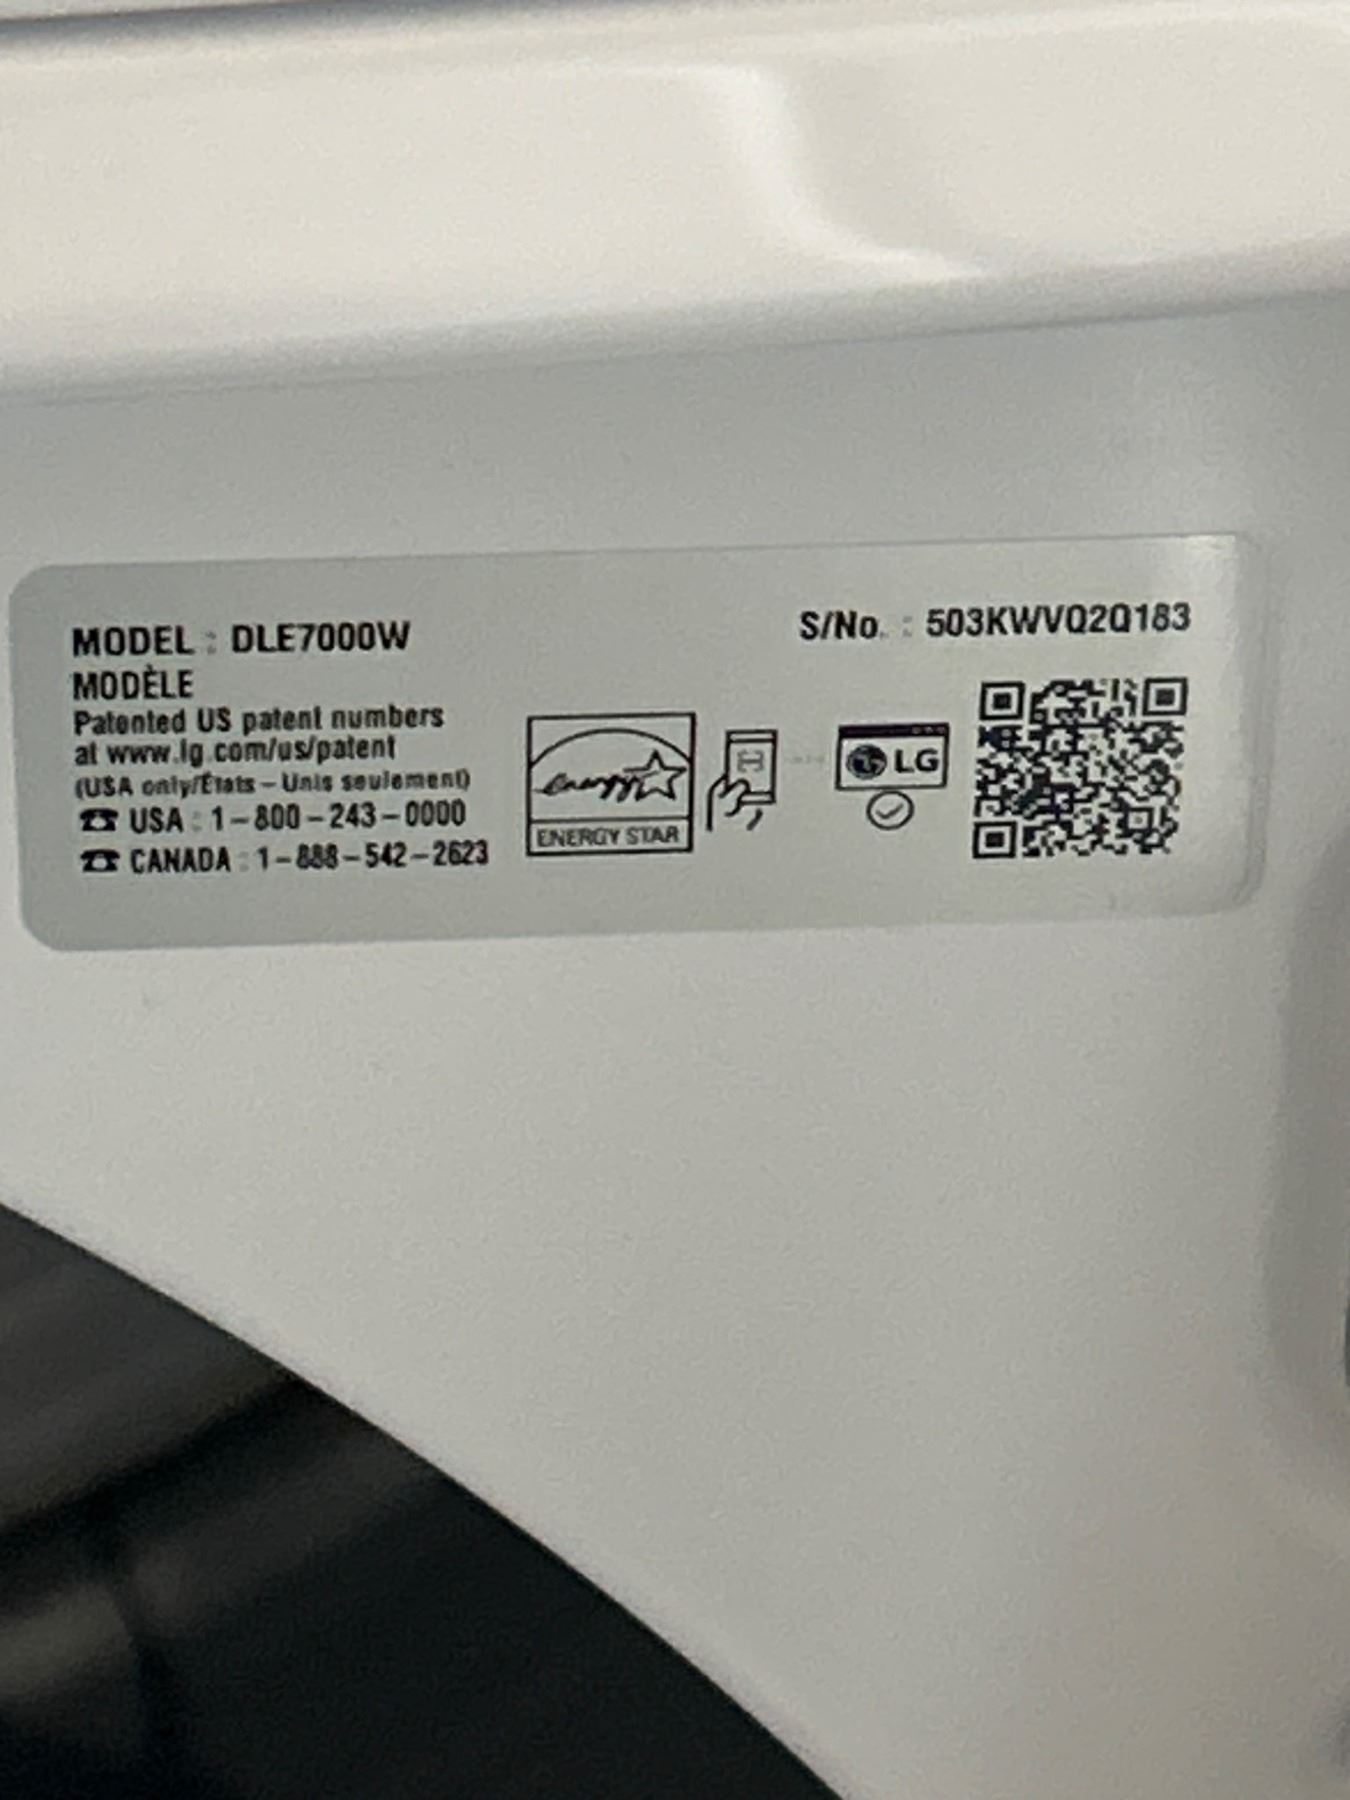 MODEL : DLE7000W
MODÈLE
Patented US patent numbers
at www.lg.com/us/patent
(USA only/États-Unis seulement)
☎ USA : 1-800-243-0000
☎ CANADA : 1-888-542-2623
energy
ENERGY STAR
LG
S/No. : 503KWVQ2Q183